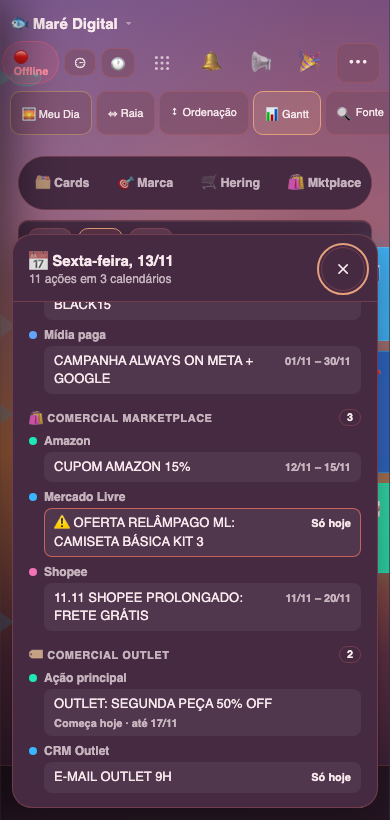 Maré Digital
Offline
Meu Dia
Raia
Ordenação
Gantt
Fonte
Cards
Marca
Hering
Mktplace
Sexta-feira, 13/11
11 ações em 3 calendários
BLACK15
Mídia paga
CAMPANHA ALWAYS ON META + 01/11 – 30/11
GOOGLE
COMERCIAL MARKETPLACE 3
Amazon
CUPOM AMAZON 15% 12/11 – 15/11
Mercado Livre
⚠️ OFERTA RELÂMPAGO ML: Só hoje
CAMISETA BÁSICA KIT 3
Shopee
11.11 SHOPEE PROLONGADO: 11/11 – 20/11
FRETE GRÁTIS
COMERCIAL OUTLET 2
Ação principal
OUTLET: SEGUNDA PEÇA 50% OFF
Começa hoje · até 17/11
CRM Outlet
E-MAIL OUTLET 9H Só hoje